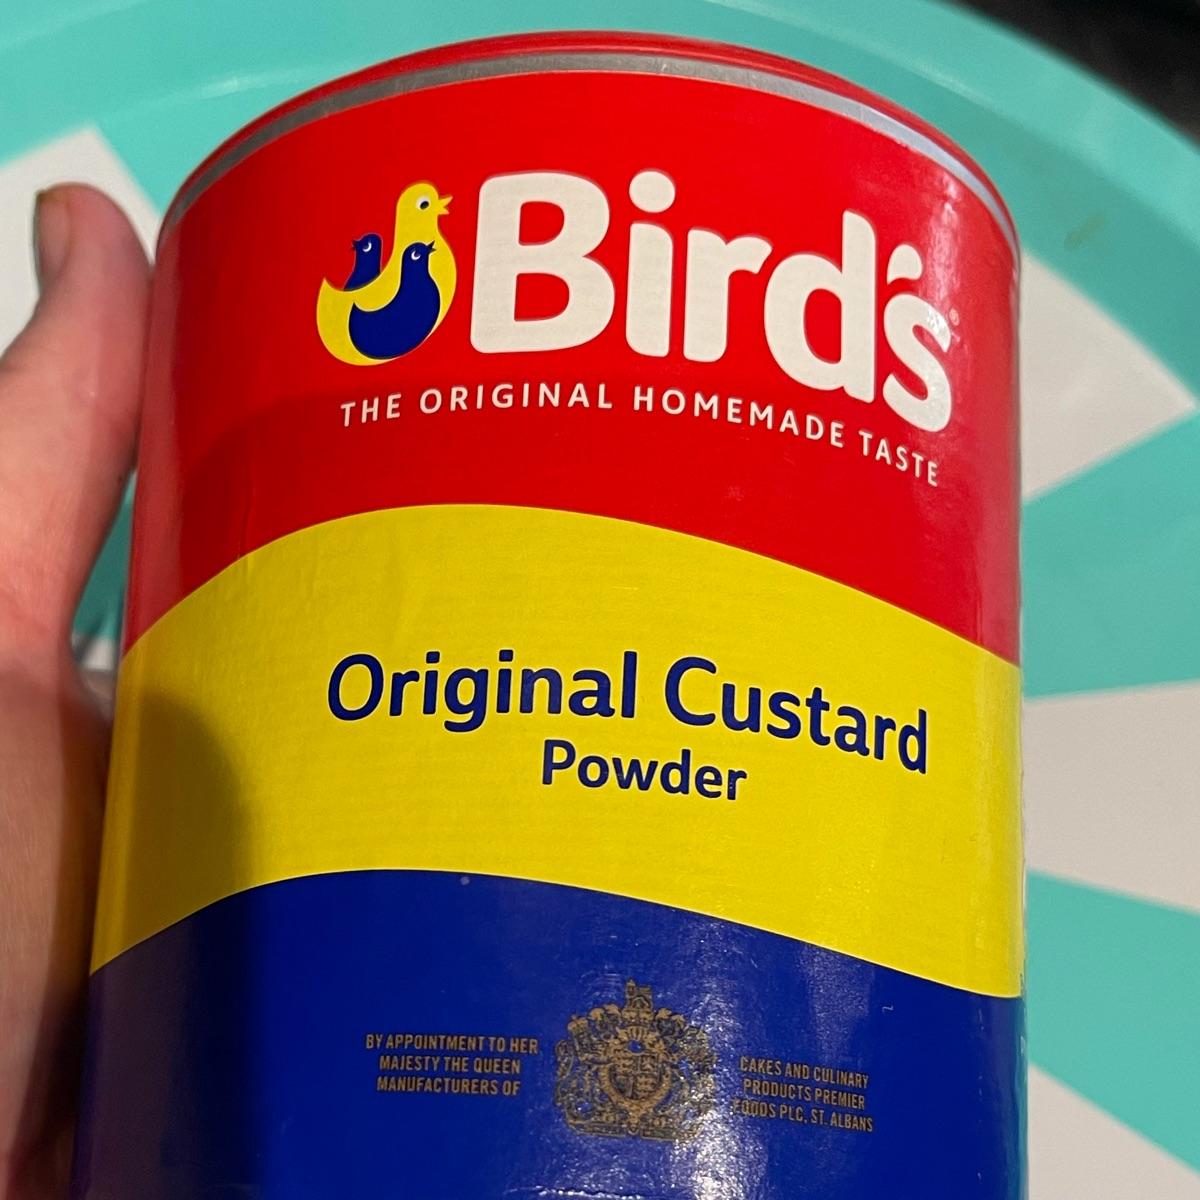 Bird's®
THE ORIGINAL HOMEMADE TASTE
Original Custard
Powder
BY APPOINTMENT TO HER
MAJESTY THE QUEEN
MANUFACTURERS OF
CAKES AND CULINARY
PRODUCTS PREMIER
FOODS PLC, ST. ALBANS